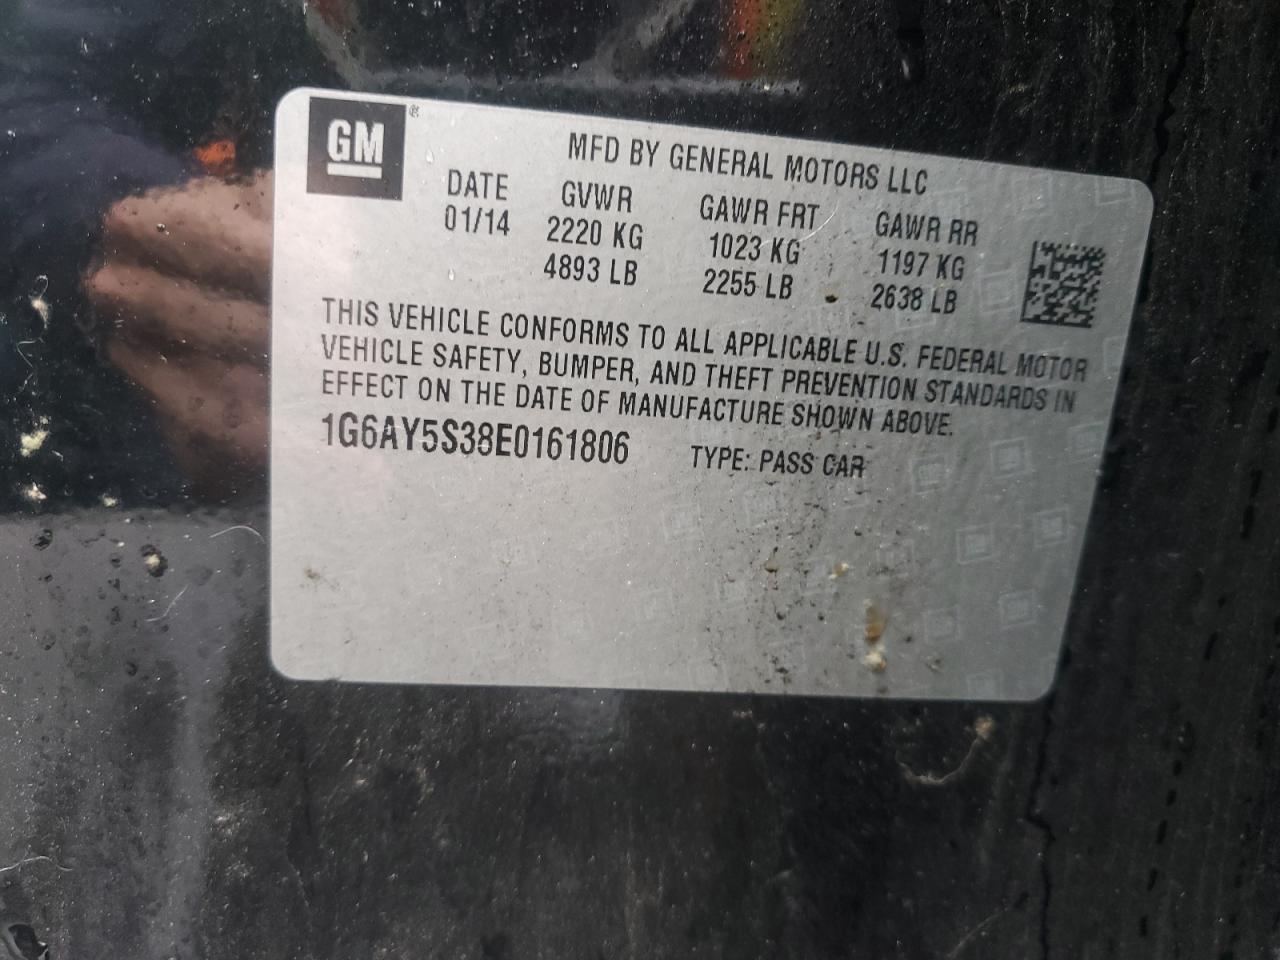 GM ®
MFD BY GENERAL MOTORS LLC
DATE GVWR GAWR FRT GAWR RR
01/14 2220 KG 1023 KG 1197 KG
4893 LB 2255 LB 2638 LB
THIS VEHICLE CONFORMS TO ALL APPLICABLE U.S. FEDERAL MOTOR
VEHICLE SAFETY, BUMPER, AND THEFT PREVENTION STANDARDS IN
EFFECT ON THE DATE OF MANUFACTURE SHOWN ABOVE.
1G6AY5S38E0161806 TYPE: PASS CAR